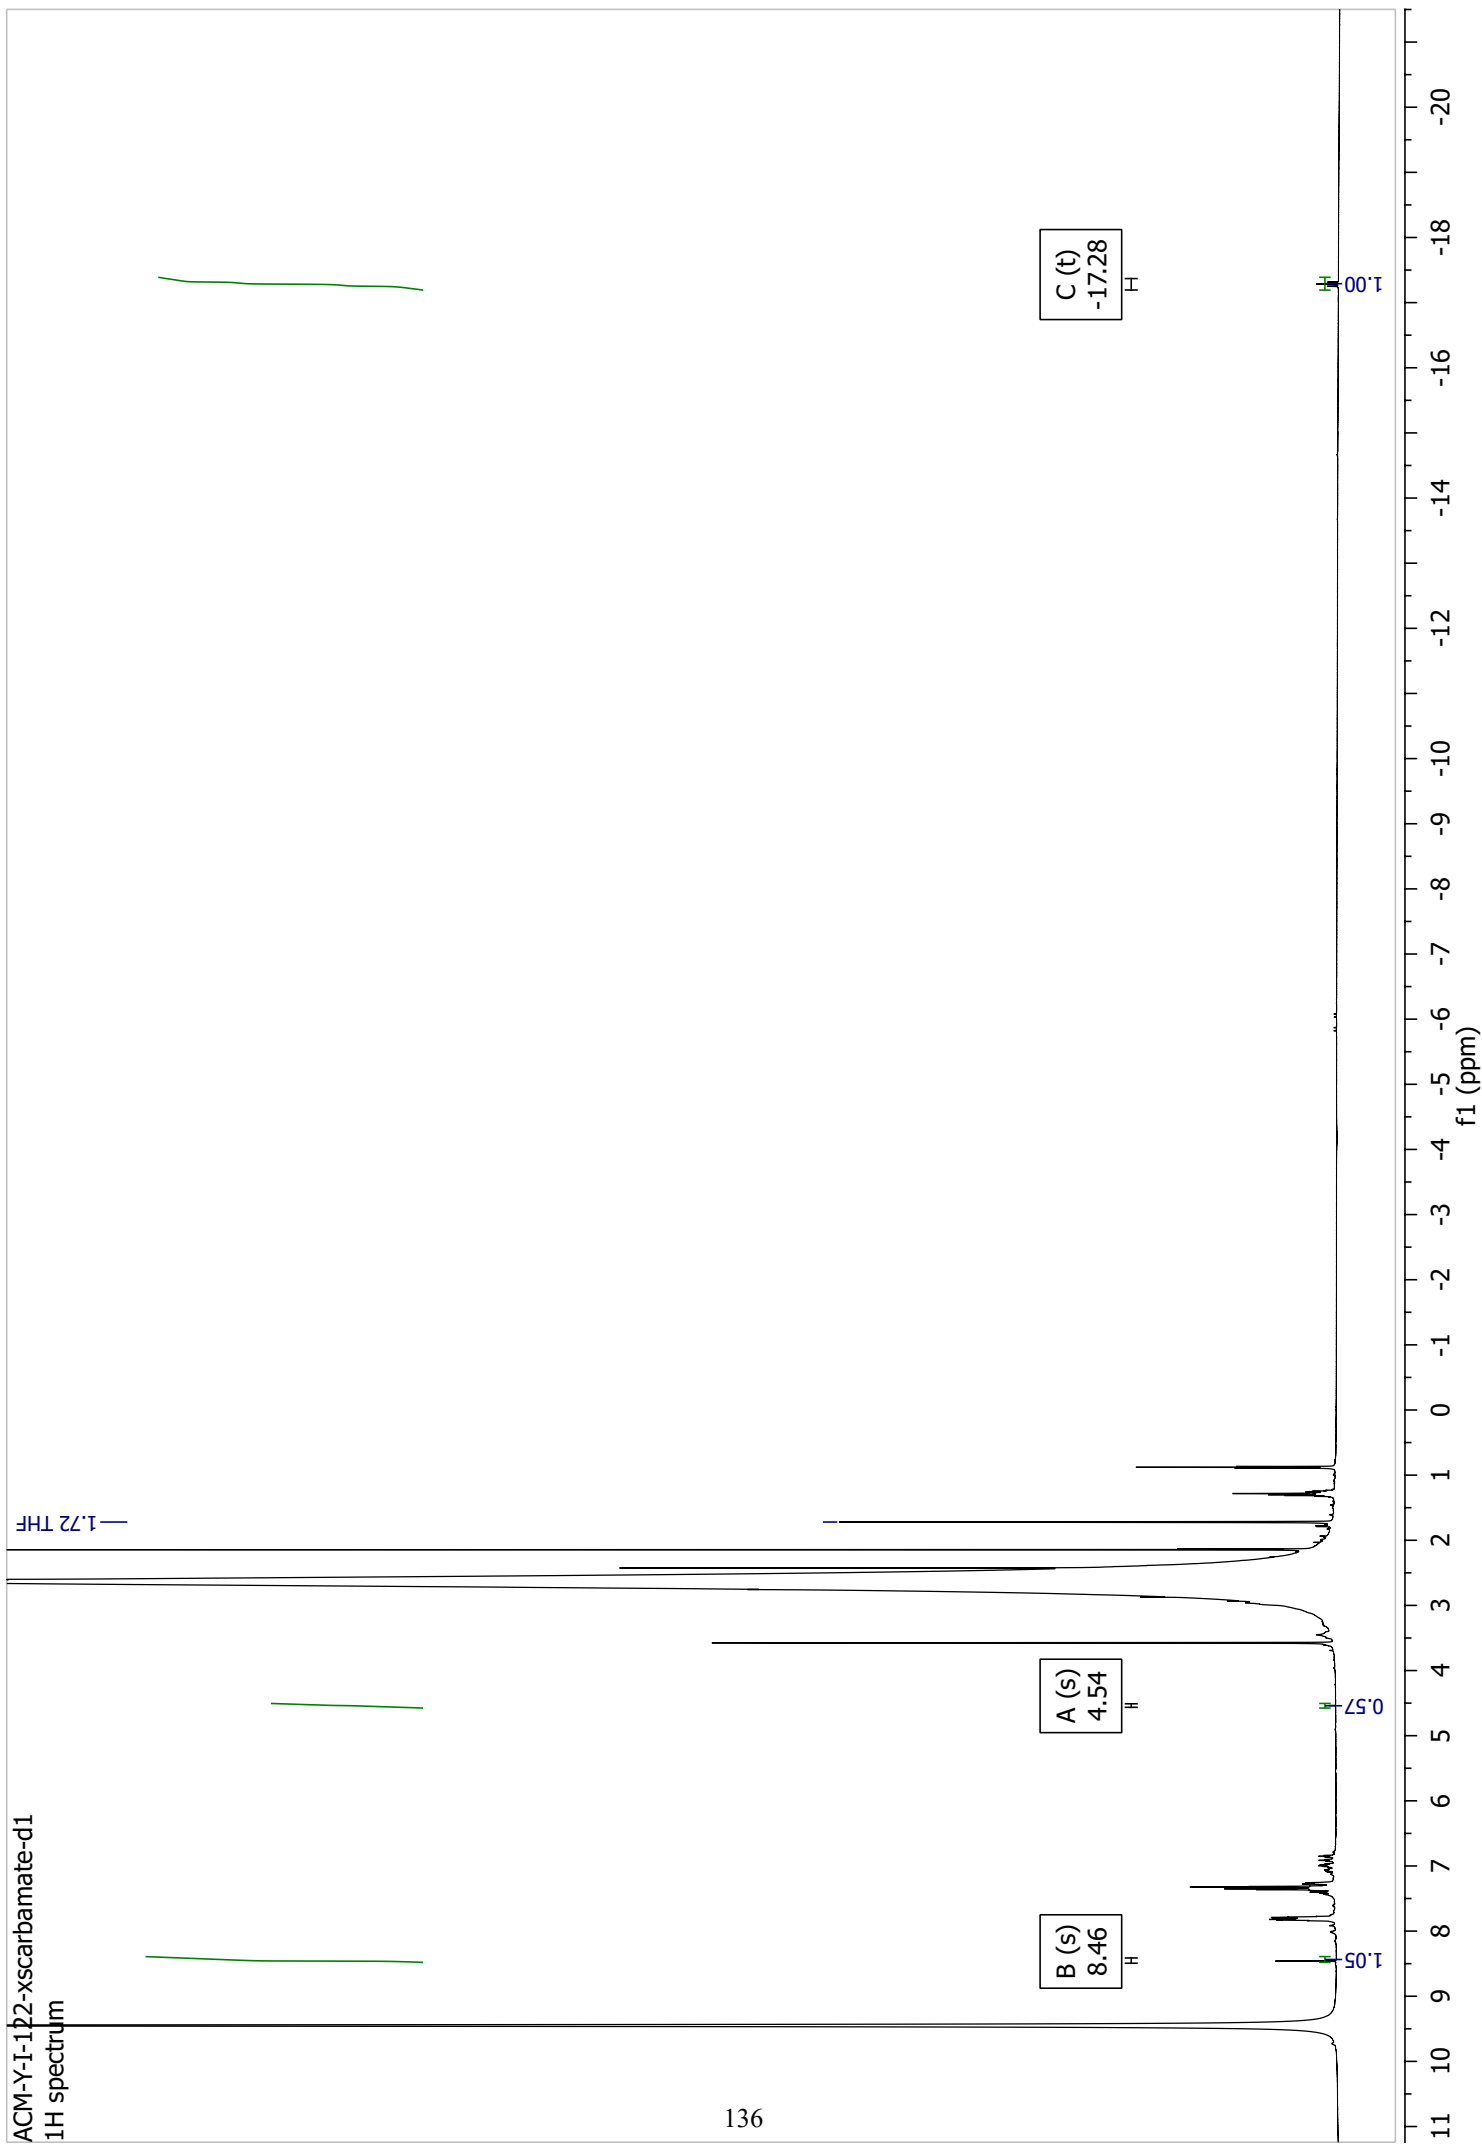 ACM-Y-I-122-xscarbamate-d1
1H spectrum
1.72 THF
B (s)
8.46
A (s)
4.54
C (t)
-17.28
1.05
0.57
1.00
11 10 9 8 7 6 5 4 3 2 1 0 -1 -2 -3 -4 -5 -6 -7 -8 -9 -10 -12 -14 -16 -18 -20
f1 (ppm)
136